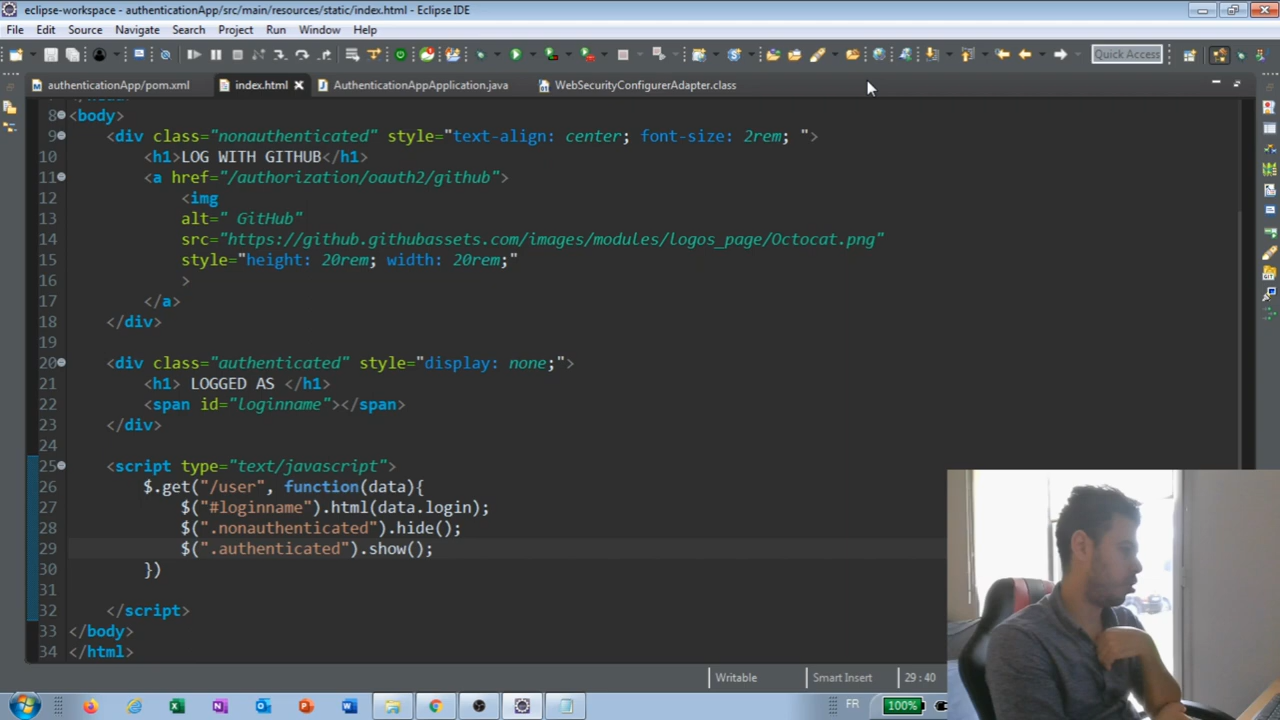 eclipse-workspace - authenticationApp/src/main/resources/static/index.html - Eclipse IDE
File Edit Source Navigate Search Project Run Window Help
Quick Access
authenticationApp/pom.xml index.html AuthenticationAppApplication.java WebSecurityConfigurerAdapter.class
8 <body>
9 <div class="nonauthenticated" style="text-align: center; font-size: 2rem; ">
10 <h1>LOG WITH GITHUB</h1>
11 <a href="/authorization/oauth2/github">
12 <img
13 alt=" GitHub"
14 src="https://github.githubassets.com/images/modules/logos_page/Octocat.png"
15 style="height: 20rem; width: 20rem;"
16 >
17 </a>
18 </div>
19
20 <div class="authenticated" style="display: none;">
21 <h1> LOGGED AS </h1>
22 <span id="loginname"></span>
23 </div>
24
25 <script type="text/javascript">
26 $.get("/user", function(data){
27 $("#loginname").html(data.login);
28 $(".nonauthenticated").hide();
29 $(".authenticated").show();
30 })
31
32 </script>
33 </body>
34 </html>
Writable Smart Insert 29 : 40
FR 100%